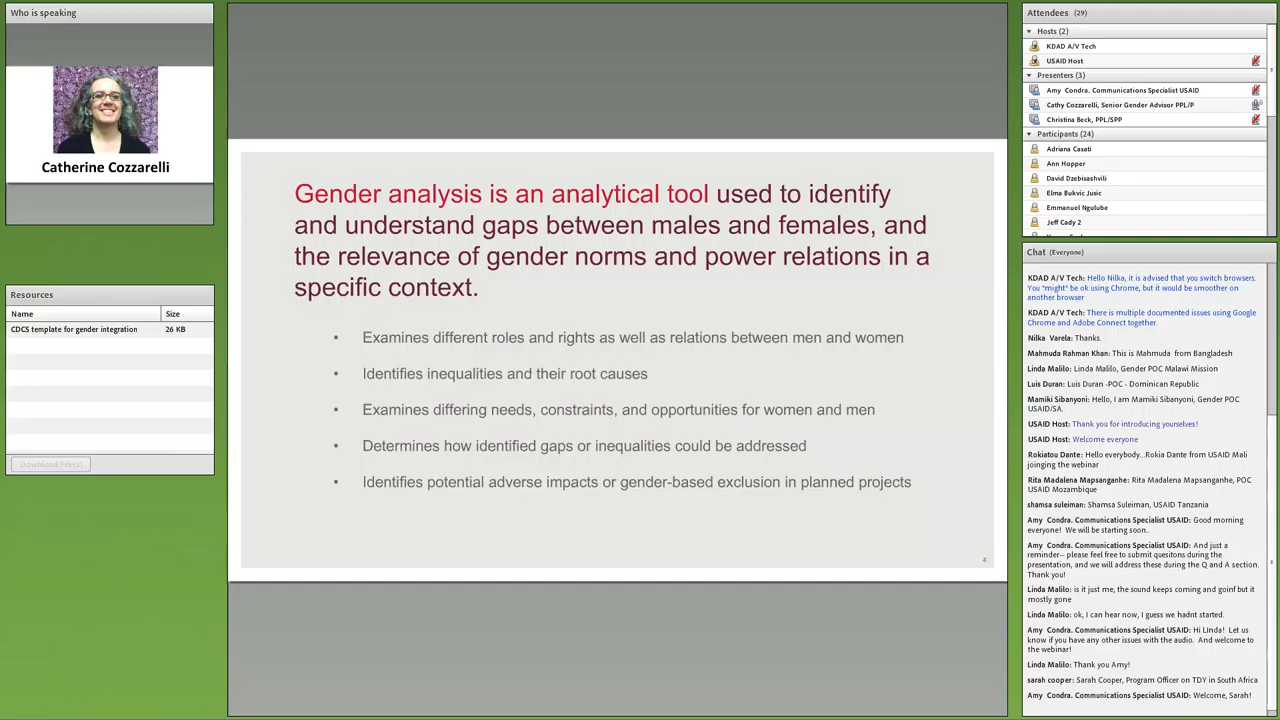 Who is speaking
Catherine Cozzarelli
Resources
Name Size
CDCS template for gender integration 26 KB
Download File(s)
Gender analysis is an analytical tool used to identify
and understand gaps between males and females, and
the relevance of gender norms and power relations in a
specific context.
• Examines different roles and rights as well as relations between men and women
• Identifies inequalities and their root causes
• Examines differing needs, constraints, and opportunities for women and men
• Determines how identified gaps or inequalities could be addressed
• Identifies potential adverse impacts or gender-based exclusion in planned projects
4
Attendees (29)
Hosts (2)
KDAD A/V Tech
USAID Host
Presenters (3)
Amy Condra. Communications Specialist USAID
Cathy Cozzarelli, Senior Gender Advisor PPL/P
Christina Beck, PPL/SPP
Participants (24)
Adriana Casati
Ann Hopper
David Dzebisashvili
Elma Bukvic Jusic
Emmanuel Ngulube
Jeff Cady 2
Chat (Everyone)
KDAD A/V Tech: Hello Nilka, it is advised that you switch browsers.
You "might" be ok using Chrome, but it would be smoother on
another browser
KDAD A/V Tech: There is multiple documented issues using Google
Chrome and Adobe Connect together.
Nilka Varela: Thanks.
Mahmuda Rahman Khan: This is Mahmuda from Bangladesh
Linda Malilo: Linda Malilo, Gender POC Malawi Mission
Luis Duran: Luis Duran -POC - Dominican Republic
Mamiki Sibanyoni: Hello, I am Mamiki Sibanyoni, Gender POC
USAID/SA.
USAID Host: Thank you for introducing yourselves!
USAID Host: Welcome everyone
Rokiatou Dante: Hello everybody...Rokia Dante from USAID Mali
joinging the webinar
Rita Madalena Mapsanganhe: Rita Madalena Mapsanganhe, POC
USAID Mozambique
shamsa suleiman: Shamsa Suleiman, USAID Tanzania
Amy Condra. Communications Specialist USAID: Good morning
everyone! We will be starting soon..
Amy Condra. Communications Specialist USAID: And just a
reminder-- please feel free to submit quesitons during the
presentation, and we will address these during the Q and A section.
Thank you!
Linda Malilo: is it just me, the sound keeps coming and goinf but it
mostly gone
Linda Malilo: ok, I can hear now, I guess we hadnt started.
Amy Condra. Communications Specialist USAID: Hi LInda! Let us
know if you have any other issues with the audio. And welcome to
the webinar!
Linda Malilo: Thank you Amy!
sarah cooper: Sarah Cooper, Program Officer on TDY in South Africa
Amy Condra. Communications Specialist USAID: Welcome, Sarah!